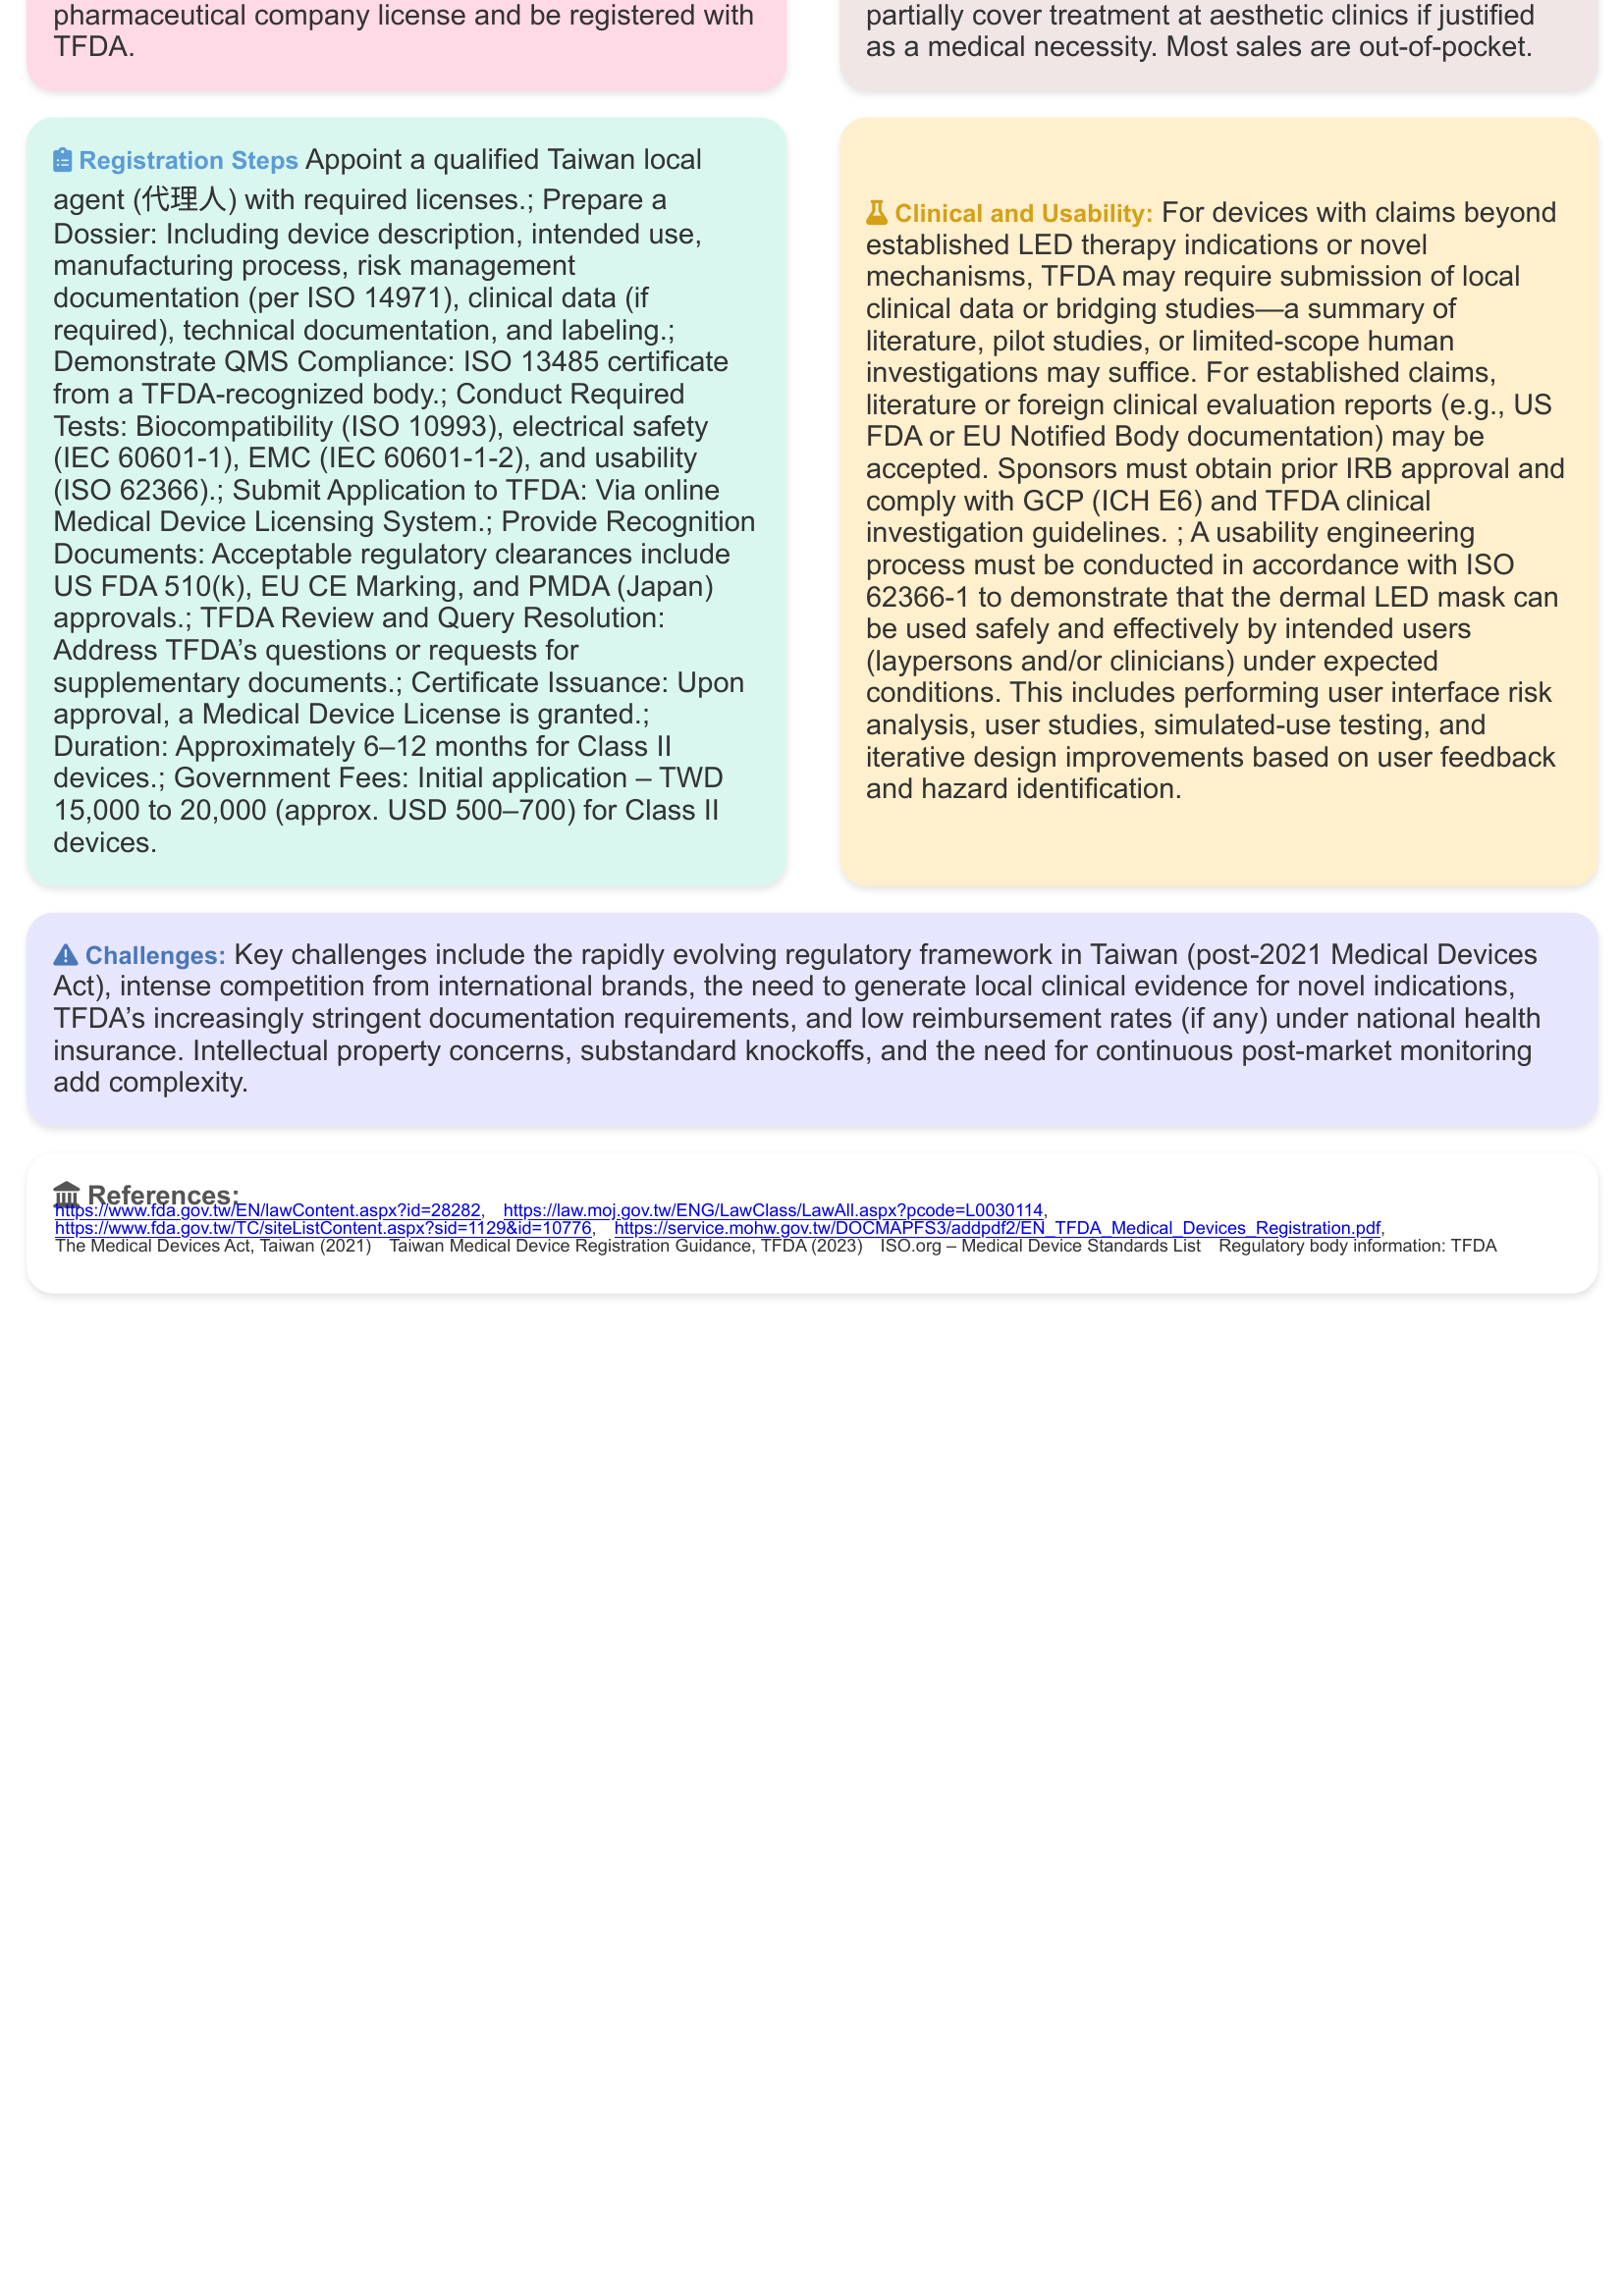 pharmaceutical company license and be registered with
TFDA.
partially cover treatment at aesthetic clinics if justified
as a medical necessity. Most sales are out-of-pocket.
Registration Steps Appoint a qualified Taiwan local
agent (代理人) with required licenses.; Prepare a
Dossier: Including device description, intended use,
manufacturing process, risk management
documentation (per ISO 14971), clinical data (if
required), technical documentation, and labeling.;
Demonstrate QMS Compliance: ISO 13485 certificate
from a TFDA-recognized body.; Conduct Required
Tests: Biocompatibility (ISO 10993), electrical safety
(IEC 60601-1), EMC (IEC 60601-1-2), and usability
(ISO 62366).; Submit Application to TFDA: Via online
Medical Device Licensing System.; Provide Recognition
Documents: Acceptable regulatory clearances include
US FDA 510(k), EU CE Marking, and PMDA (Japan)
approvals.; TFDA Review and Query Resolution:
Address TFDA’s questions or requests for
supplementary documents.; Certificate Issuance: Upon
approval, a Medical Device License is granted.;
Duration: Approximately 6–12 months for Class II
devices.; Government Fees: Initial application – TWD
15,000 to 20,000 (approx. USD 500–700) for Class II
devices.
Clinical and Usability: For devices with claims beyond
established LED therapy indications or novel
mechanisms, TFDA may require submission of local
clinical data or bridging studies—a summary of
literature, pilot studies, or limited-scope human
investigations may suffice. For established claims,
literature or foreign clinical evaluation reports (e.g., US
FDA or EU Notified Body documentation) may be
accepted. Sponsors must obtain prior IRB approval and
comply with GCP (ICH E6) and TFDA clinical
investigation guidelines. ; A usability engineering
process must be conducted in accordance with ISO
62366-1 to demonstrate that the dermal LED mask can
be used safely and effectively by intended users
(laypersons and/or clinicians) under expected
conditions. This includes performing user interface risk
analysis, user studies, simulated-use testing, and
iterative design improvements based on user feedback
and hazard identification.
Challenges: Key challenges include the rapidly evolving regulatory framework in Taiwan (post-2021 Medical Devices
Act), intense competition from international brands, the need to generate local clinical evidence for novel indications,
TFDA’s increasingly stringent documentation requirements, and low reimbursement rates (if any) under national health
insurance. Intellectual property concerns, substandard knockoffs, and the need for continuous post-market monitoring
add complexity.
References:
https://www.fda.gov.tw/EN/lawContent.aspx?id=28282, https://law.moj.gov.tw/ENG/LawClass/LawAll.aspx?pcode=L0030114,
https://www.fda.gov.tw/TC/siteListContent.aspx?sid=1129&id=10776, https://service.mohw.gov.tw/DOCMAPFS3/addpdf2/EN_TFDA_Medical_Devices_Registration.pdf,
The Medical Devices Act, Taiwan (2021) Taiwan Medical Device Registration Guidance, TFDA (2023) ISO.org – Medical Device Standards List Regulatory body information: TFDA